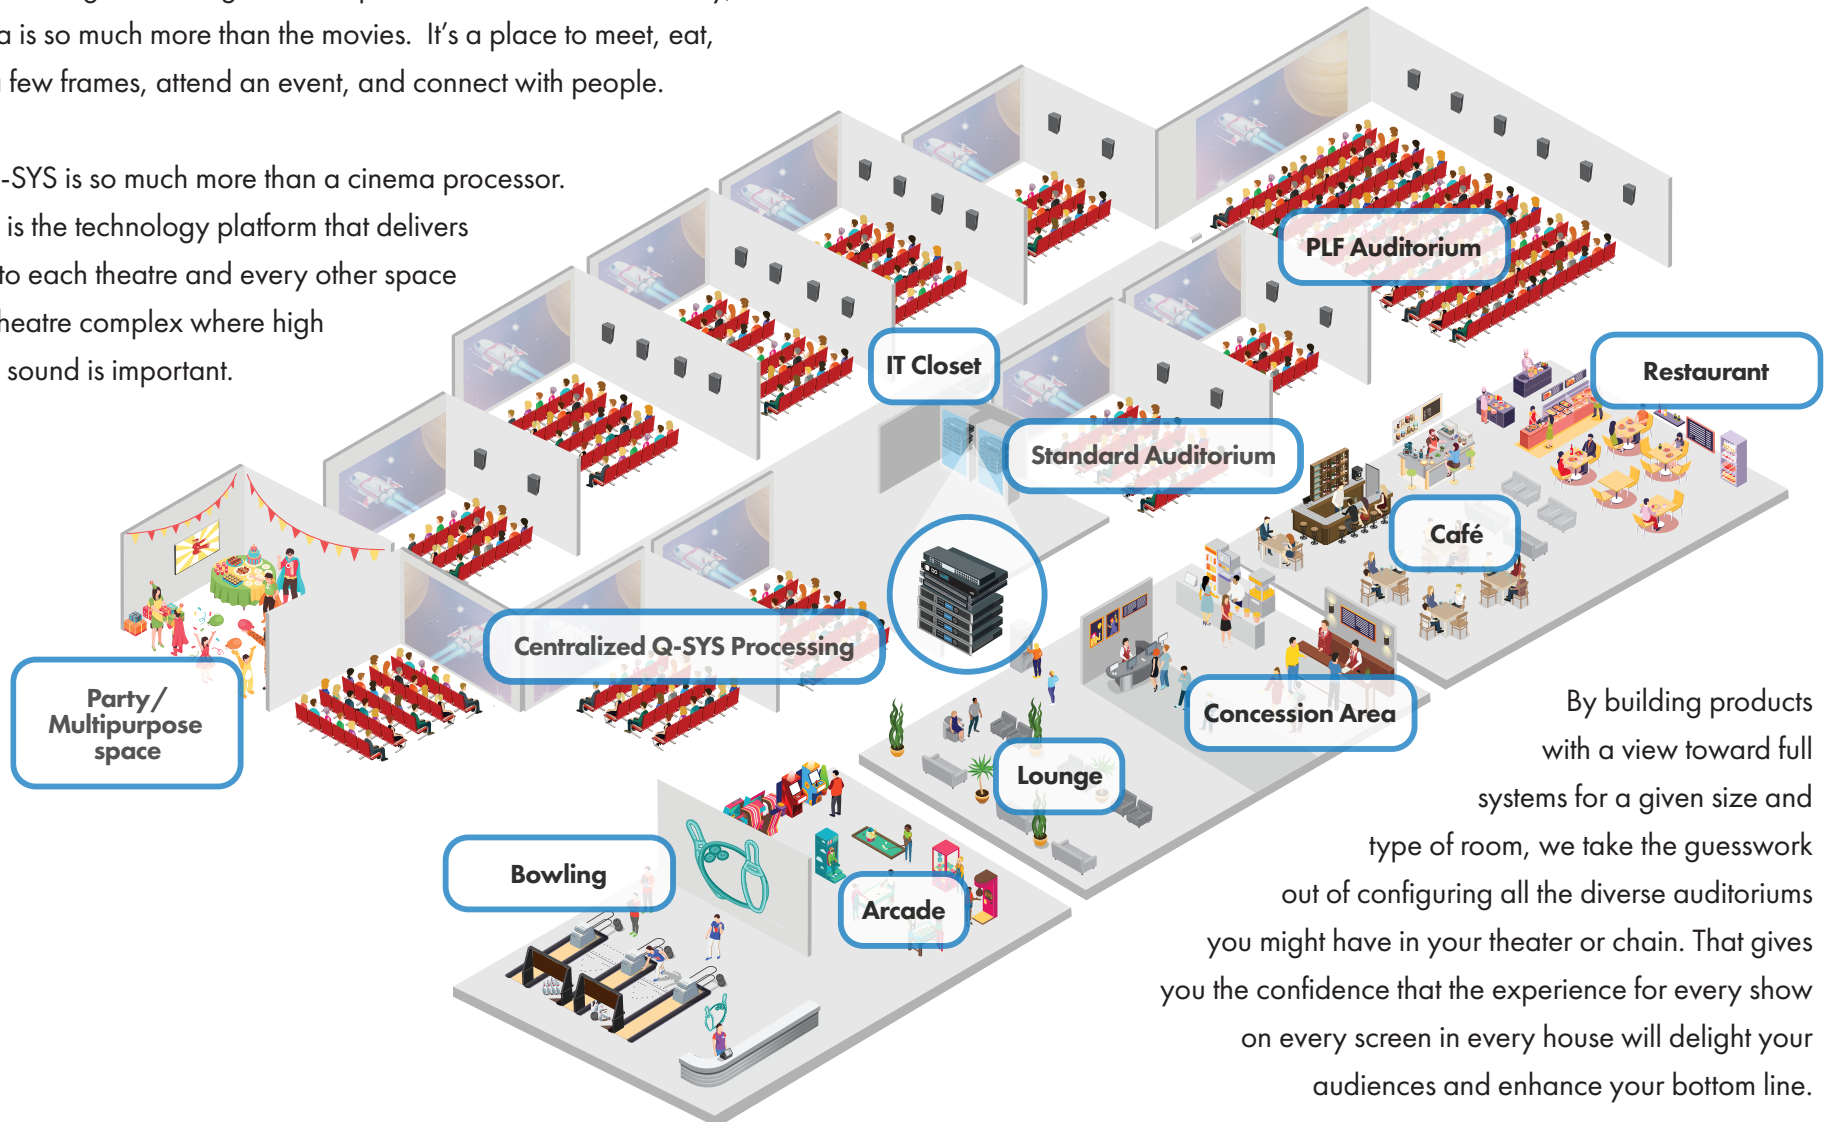 a is so much more than the movies.  It's a place to meet, eat,
few frames, attend an event, and connect with people.
-SYS is so much more than a cinema processor.
is the technology platform that delivers
to each theatre and every other space
heatre complex where high
sound is important.
PLF Auditorium
IT Closet
Restaurant
Standard Auditorium
Café
Centralized Q-SYS Processing
Party/
Multipurpose
space
Concession Area
Lounge
Bowling
Arcade
By building products
with a view toward full
systems for a given size and
type of room, we take the guesswork
out of configuring all the diverse auditoriums
you might have in your theater or chain. That gives
you the confidence that the experience for every show
on every screen in every house will delight your
audiences and enhance your bottom line.